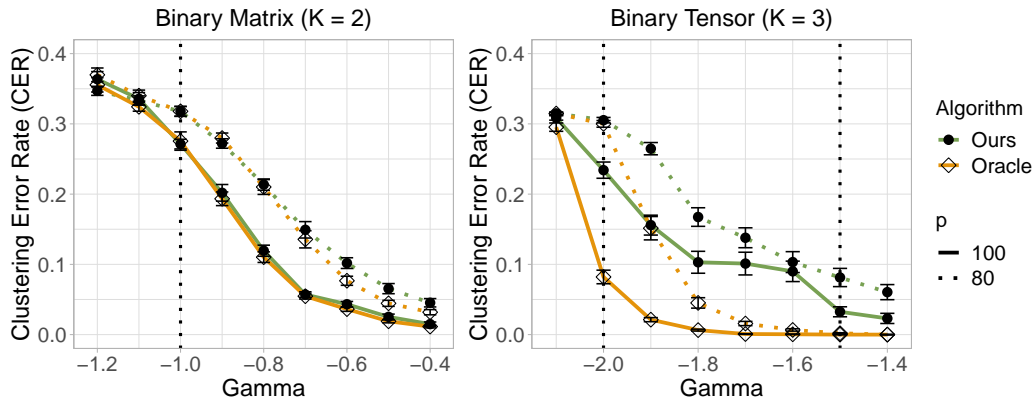 Binary Matrix (K = 2)
Clustering Error Rate (CER)
0.4
0.3
0.2
0.1
0.0
−1.2 −1.0 −0.8 −0.6 −0.4
Gamma
Binary Tensor (K = 3)
Clustering Error Rate (CER)
0.4
0.3
0.2
0.1
0.0
−2.0 −1.8 −1.6 −1.4
Gamma
Algorithm
Ours
Oracle
p
100
80